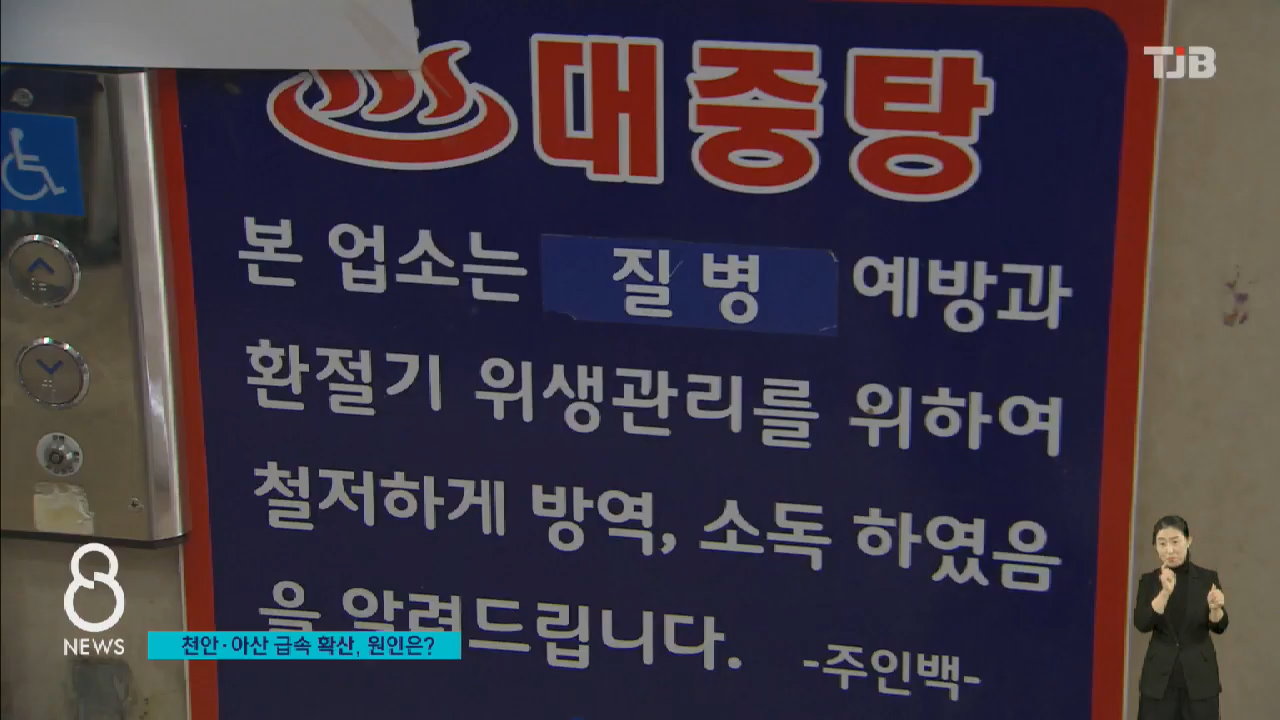 TJB
대중탕
본 업소는 질병 예방과
환절기 위생관리를 위하여
철저하게 방역, 소독 하였음
을 알려드립니다.
-주인백-
8
NEWS
천안·아산 급속 확산, 원인은?